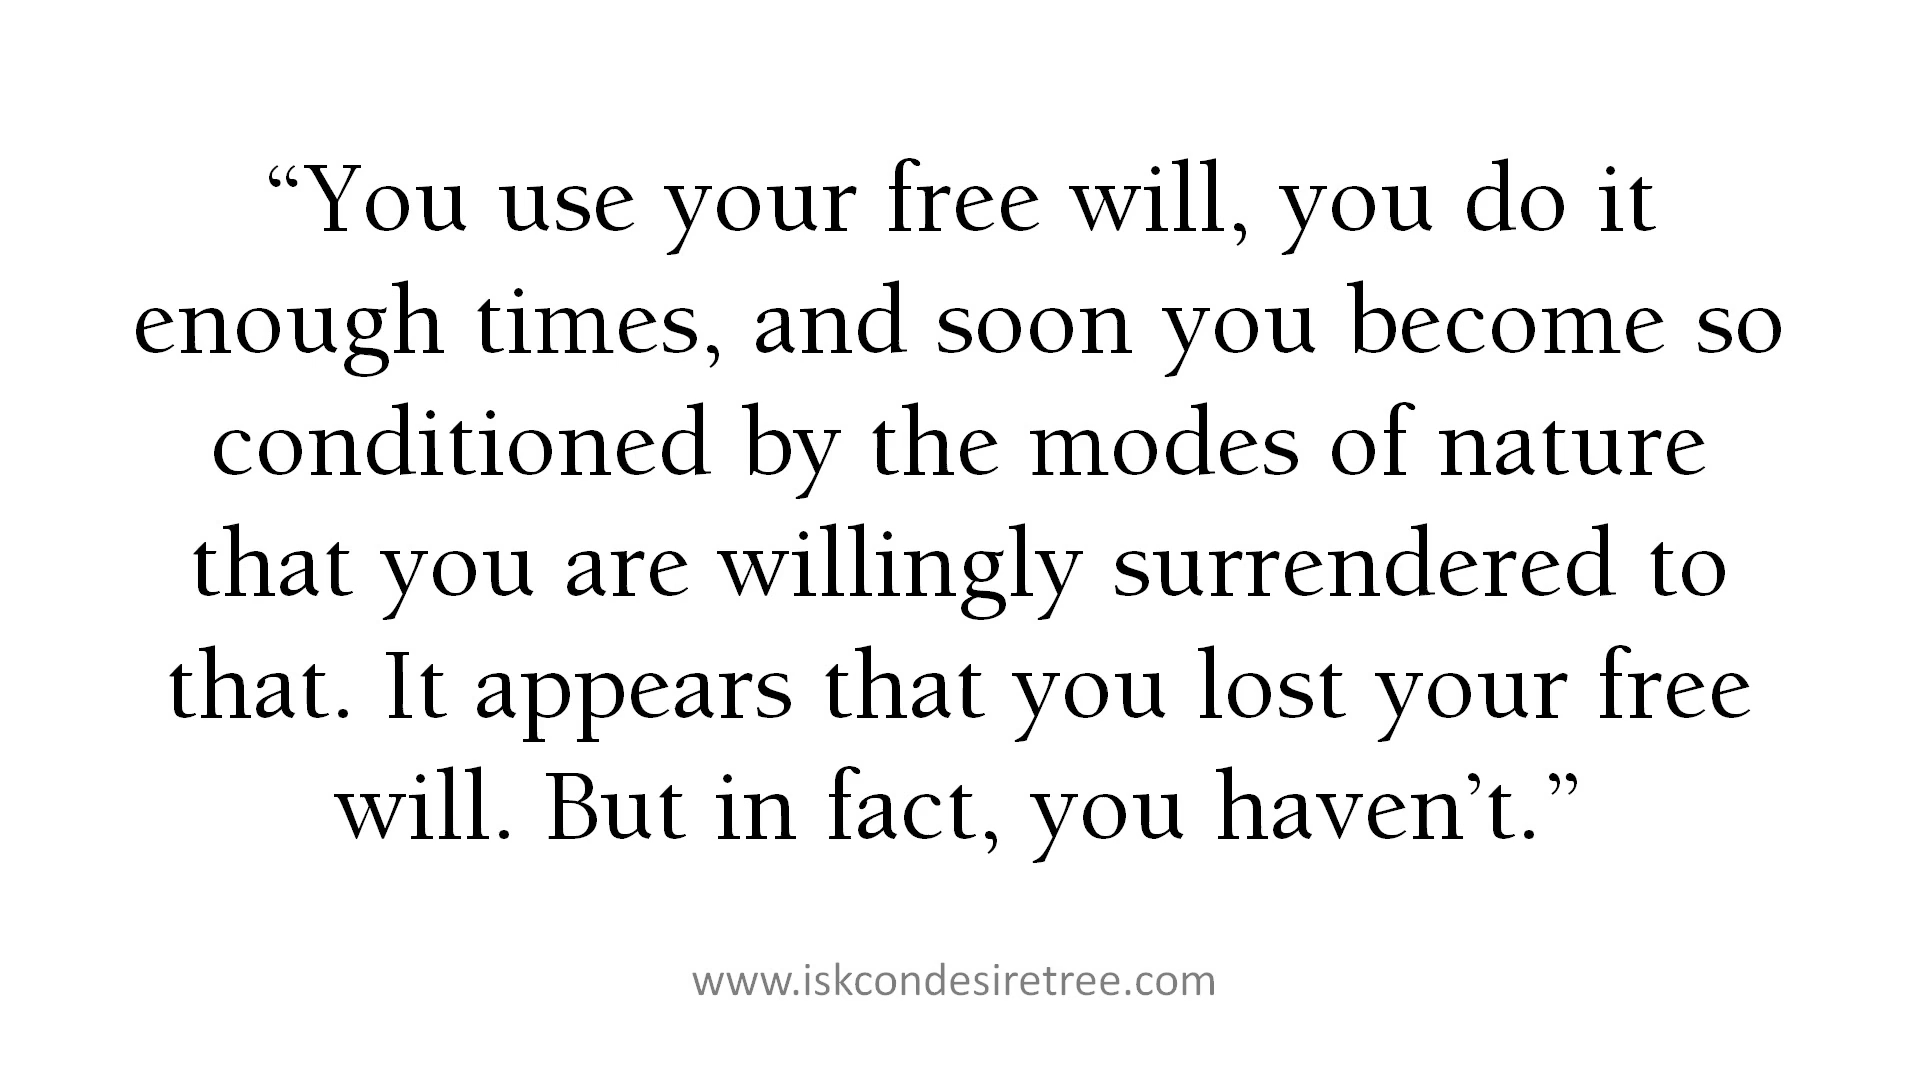 “You use your free will, you do it
enough times, and soon you become so
conditioned by the modes of nature
that you are willingly surrendered to
that. It appears that you lost your free
will. But in fact, you haven’t.”
www.iskcondesiretree.com